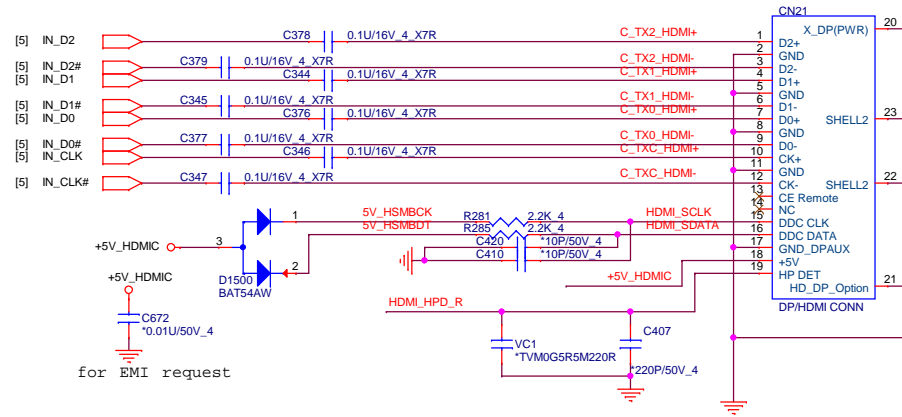 CN21
20
X_DP(PWR)
[5] IN_D2 C378 0.1U/16V_4_X7R C_TX2_HDMI+ 1 D2+
2 GND
[5] IN_D2# C379 0.1U/16V_4_X7R C_TX2_HDMI- 3 D2-
[5] IN_D1 C344 0.1U/16V_4_X7R C_TX1_HDMI+ 4 D1+
5 GND
[5] IN_D1# C345 0.1U/16V_4_X7R C_TX1_HDMI- 6 D1-
[5] IN_D0 C376 0.1U/16V_4_X7R C_TX0_HDMI+ 7 D0+ SHELL2 23
8 GND
[5] IN_D0# C377 0.1U/16V_4_X7R C_TX0_HDMI- 9 D0-
[5] IN_CLK C346 0.1U/16V_4_X7R C_TXC_HDMI+ 10 CK+
11 GND
[5] IN_CLK# C347 0.1U/16V_4_X7R C_TXC_HDMI- 12 CK- SHELL2 22
13 CE Remote
14 NC
1 5V_HSMBCK R281 2.2K_4 HDMI_SCLK 15 DDC CLK
5V_HSMBDT R285 2.2K_4 HDMI_SDATA 16 DDC DATA
+5V_HDMIC 3 C420 *10P/50V_4 17 GND_DPAUX
2 C410 *10P/50V_4 18 +5V
D1500 +5V_HDMIC 19 HP DET
BAT54AW HD_DP_Option 21
+5V_HDMIC HDMI_HPD_R DP/HDMI CONN
C672
*0.01U/50V_4
VC1 C407
*TVM0G5R5M220R
*220P/50V_4
for EMI request